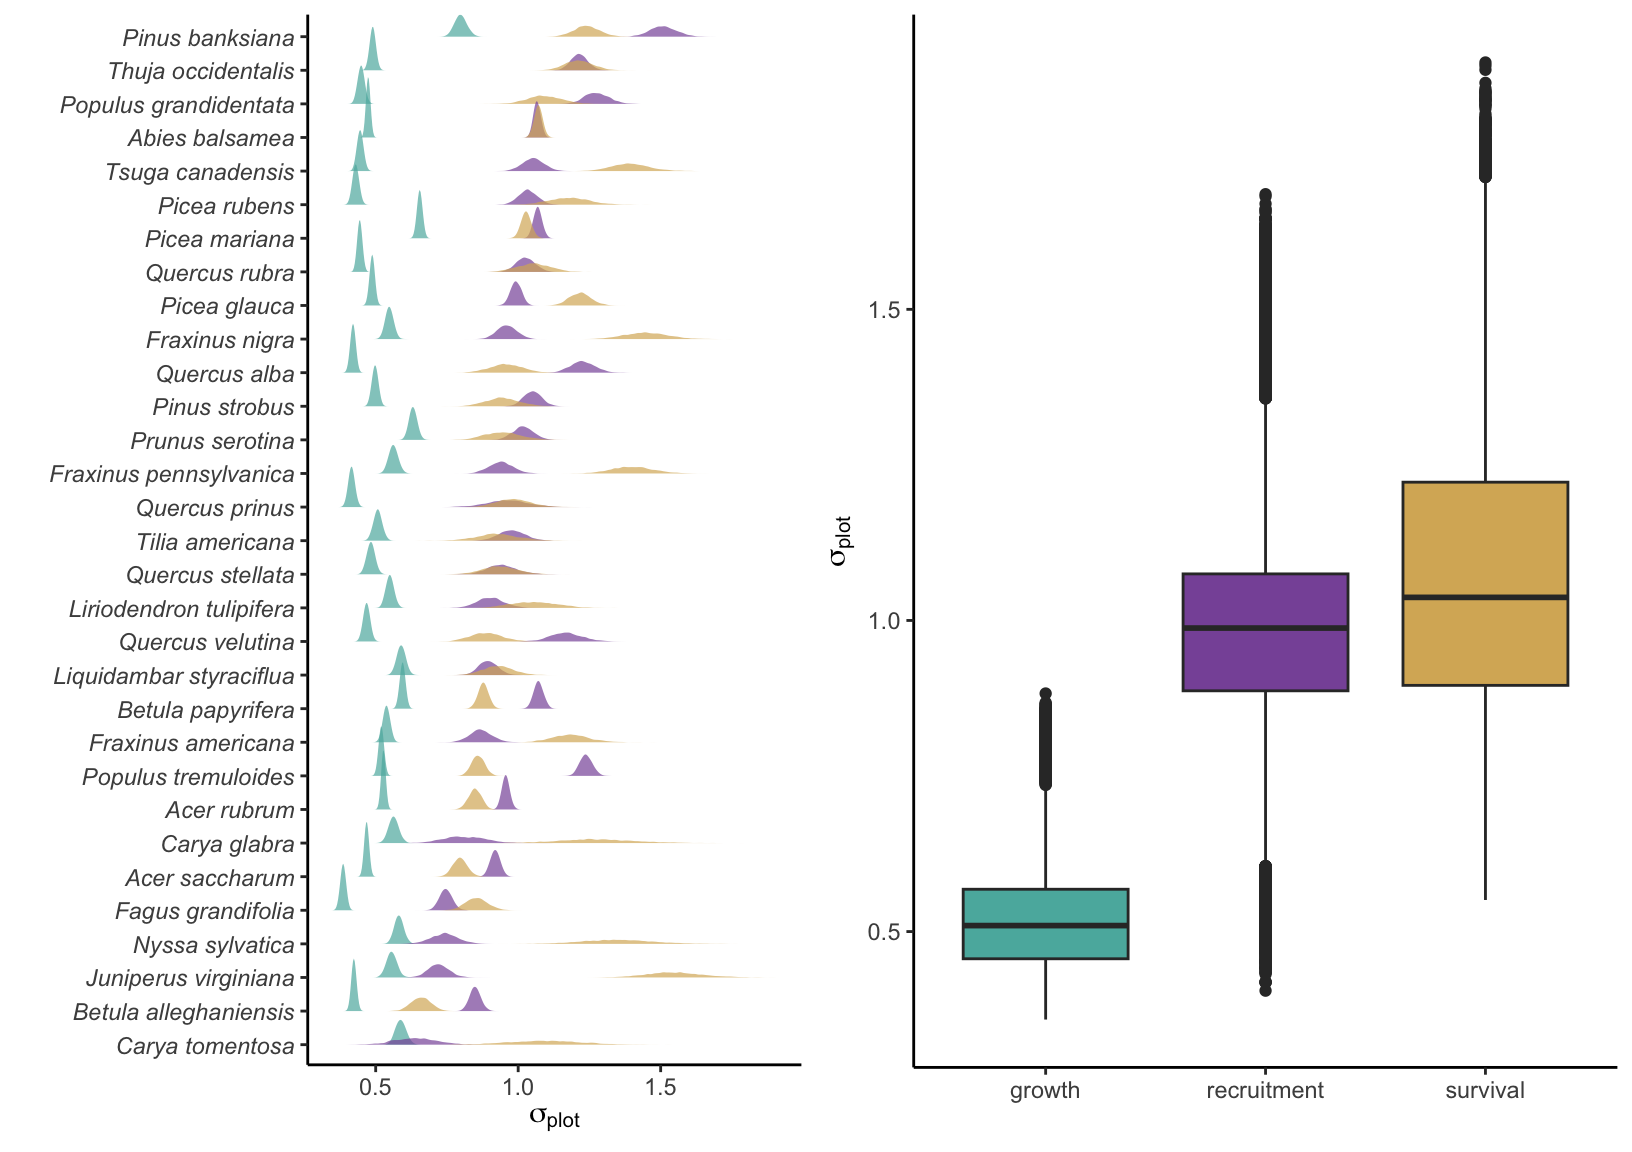 Pinus banksiana
Thuja occidentalis
Populus grandidentata
Abies balsamea
Tsuga canadensis
Picea rubens
Picea mariana
Quercus rubra
Picea glauca
Fraxinus nigra
Quercus alba
Pinus strobus
Prunus serotina
Fraxinus pennsylvanica
Quercus prinus
Tilia americana
Quercus stellata
Liriodendron tulipifera
Quercus velutina
Liquidambar styraciflua
Betula papyrifera
Fraxinus americana
Populus tremuloides
Acer rubrum
Carya glabra
Acer saccharum
Fagus grandifolia
Nyssa sylvatica
Juniperus virginiana
Betula alleghaniensis
Carya tomentosa
0.5 1.0 1.5
σplot
σplot
1.5
1.0
0.5
growth recruitment survival